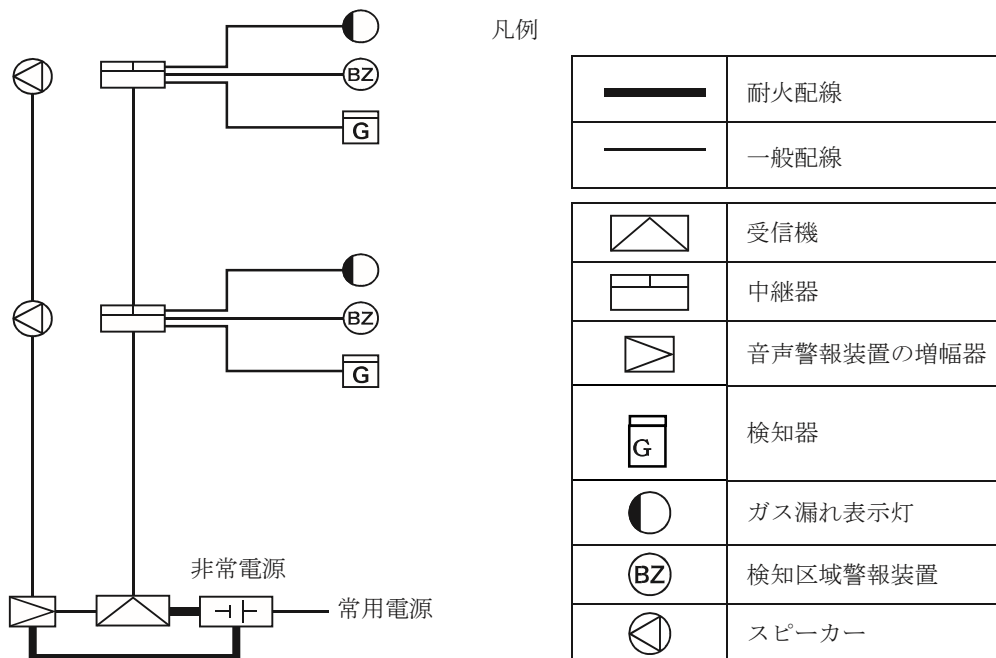 凡例
BZ
G
BZ
G
非常電源
常用電源
耐火配線
一般配線
受信機
中継器
音声警報装置の増幅器
G
検知器
ガス漏れ表示灯
BZ
検知区域警報装置
スピーカー